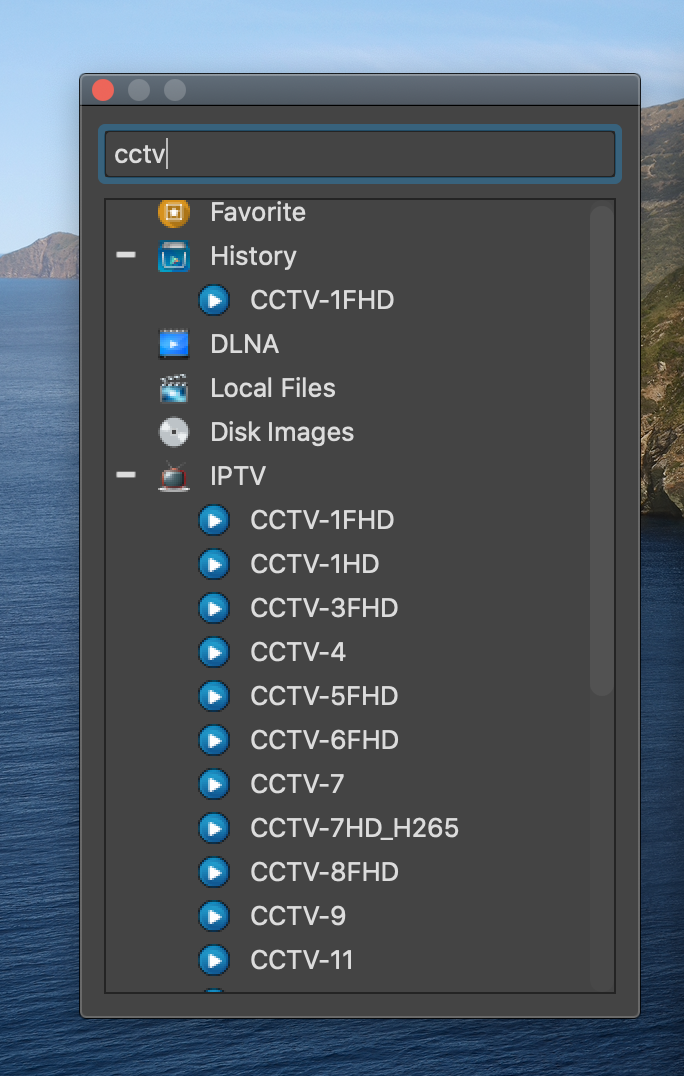 cctv
Favorite
History
CCTV-1FHD
DLNA
Local Files
Disk Images
IPTV
CCTV-1FHD
CCTV-1HD
CCTV-3FHD
CCTV-4
CCTV-5FHD
CCTV-6FHD
CCTV-7
CCTV-7HD_H265
CCTV-8FHD
CCTV-9
CCTV-11